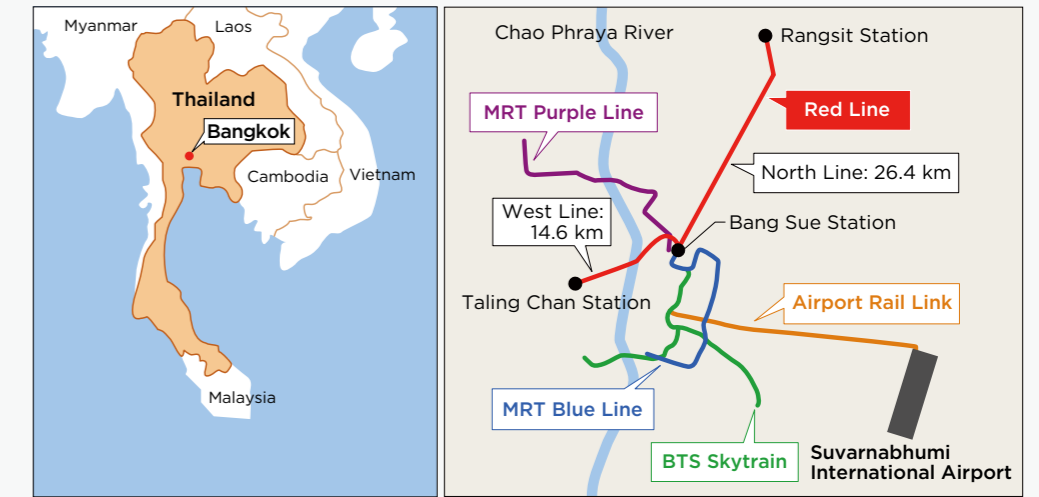 Myanmar
Laos
Thailand
Bangkok
Cambodia
Vietnam
Malaysia
Chao Phraya River
Rangsit Station
MRT Purple Line
Red Line
North Line: 26.4 km
West Line:
14.6 km
Bang Sue Station
Taling Chan Station
Airport Rail Link
MRT Blue Line
BTS Skytrain
Suvarnabhumi
International Airport